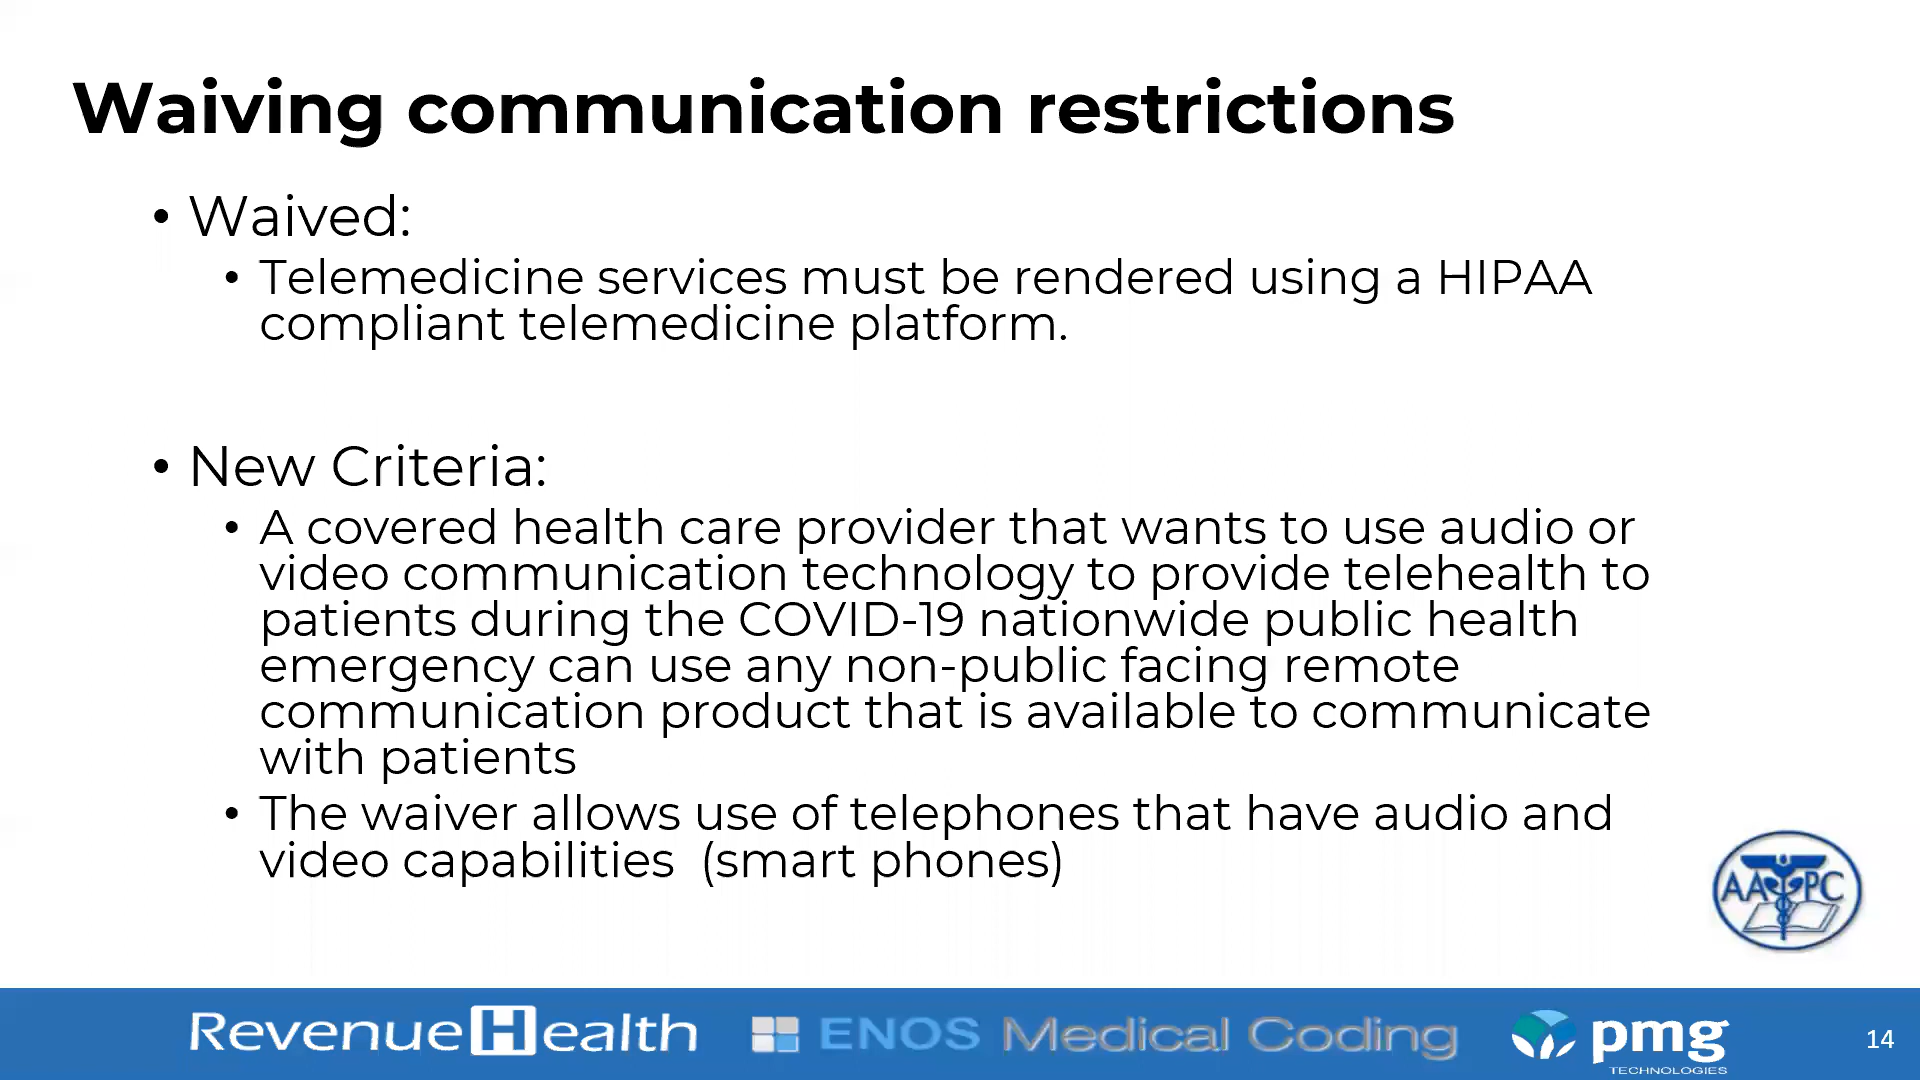 Waiving communication restrictions
• Waived:
• Telemedicine services must be rendered using a HIPAA
compliant telemedicine platform.
• New Criteria:
• A covered health care provider that wants to use audio or
video communication technology to provide telehealth to
patients during the COVID-19 nationwide public health
emergency can use any non-public facing remote
communication product that is available to communicate
with patients
• The waiver allows use of telephones that have audio and
video capabilities  (smart phones)
AAPC
RevenueHealth
ENOS Medical Coding
pmg
TECHNOLOGIES
14